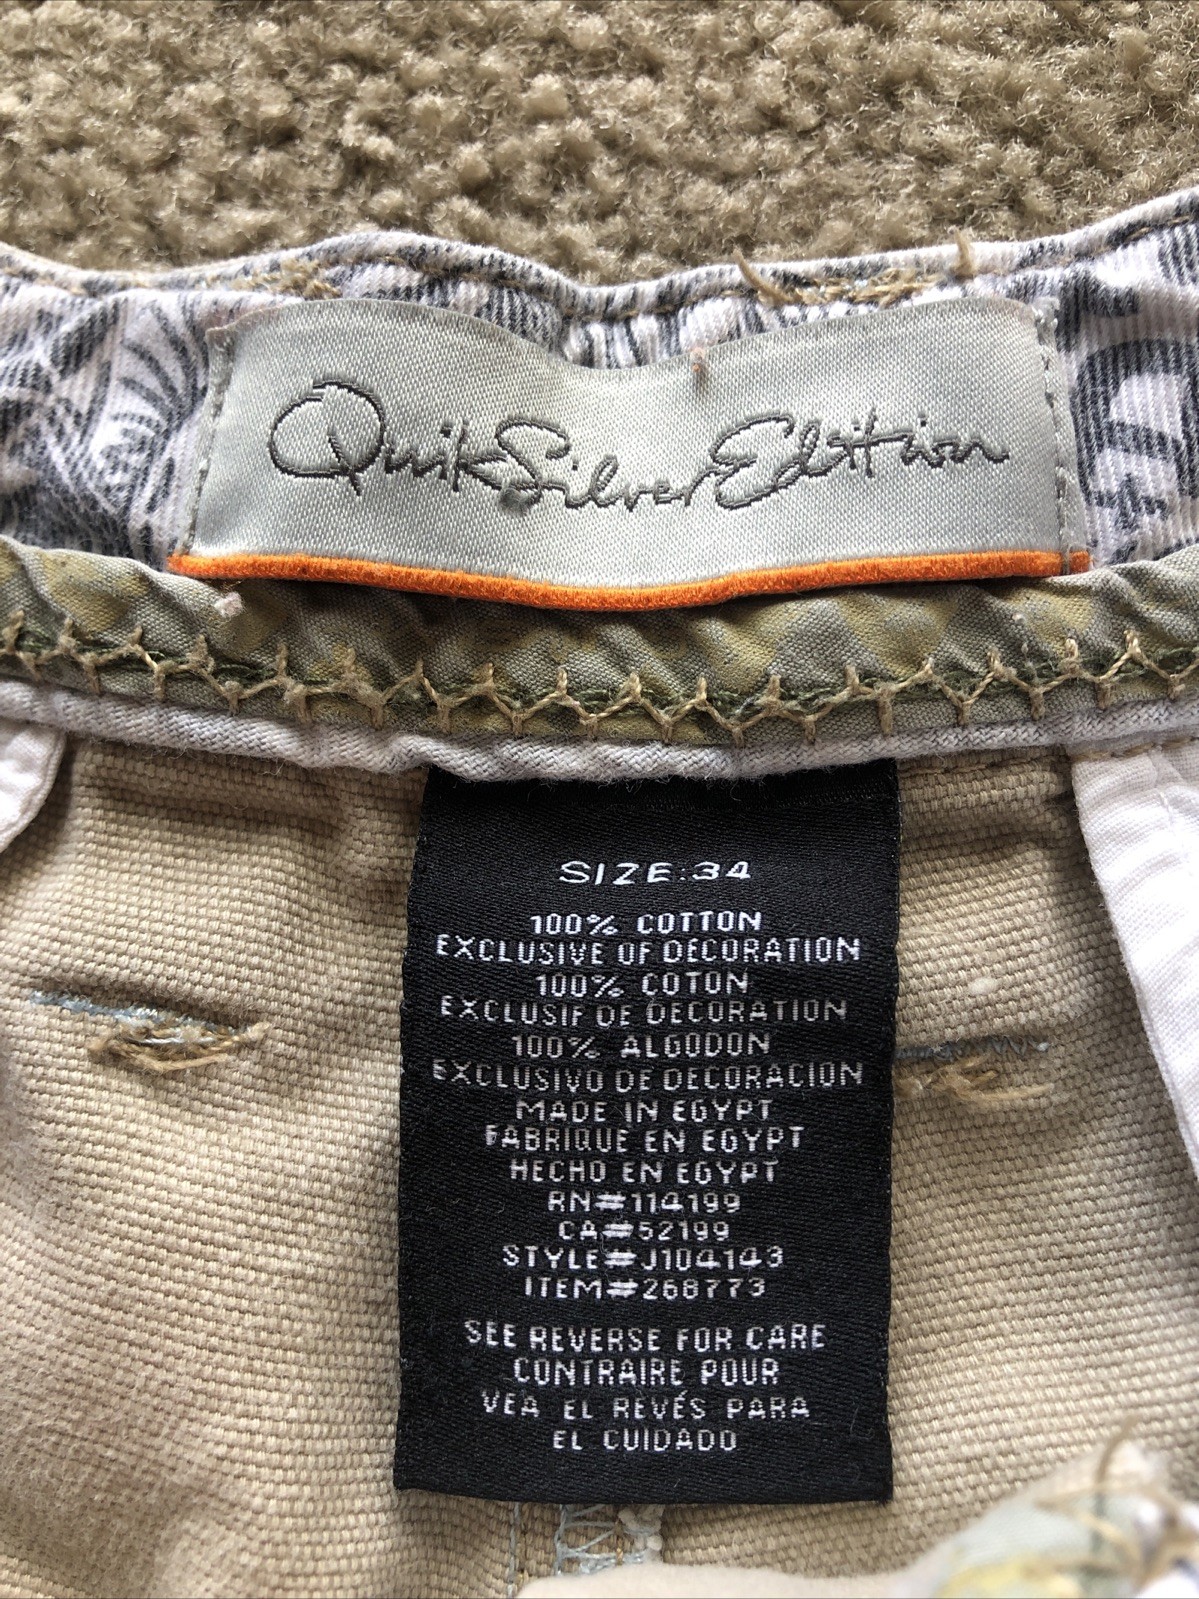 QuikSilverEdition
SIZE:34
100% COTTON
EXCLUSIVE OF DECORATION
100% COTON
EXCLUSIF DE DECORATION
100% ALGODON
EXCLUSIVO DE DECORACION
MADE IN EGYPT
FABRIQUE EN EGYPT
HECHO EN EGYPT
RN#114199
CA#52199
STYLE#J104143
ITEM#268773
SEE REVERSE FOR CARE
CONTRAIRE POUR
VEA EL REVÉS PARA
EL CUIDADO